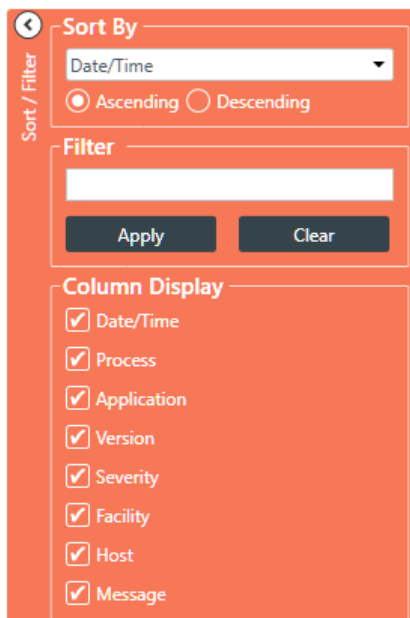 Sort / Filter
Sort By
Date/Time
Ascending Descending
Filter
Apply Clear
Column Display
Date/Time
Process
Application
Version
Severity
Facility
Host
Message